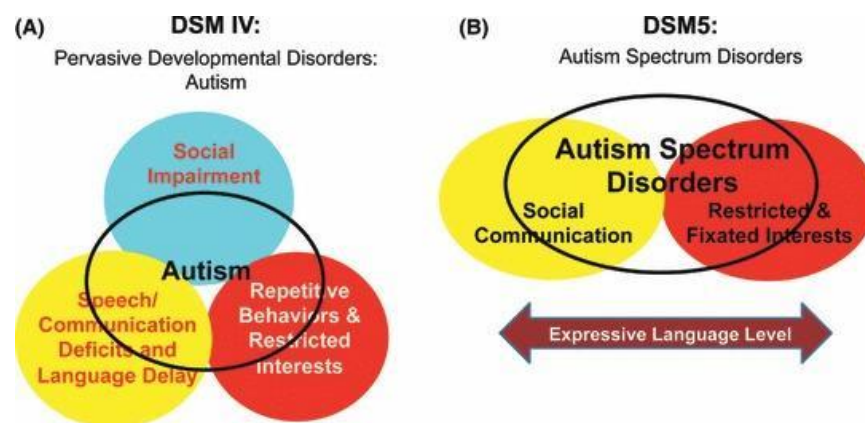 (A)
DSM IV:
Pervasive Developmental Disorders:
Autism
Social
Impairment
Autism
Speech/
Communication
Deficits and
Language Delay
Repetitive
Behaviors &
Restricted
Interests
(B)
DSM5:
Autism Spectrum Disorders
Autism Spectrum
Disorders
Social
Communication
Restricted &
Fixated Interests
Expressive Language Level